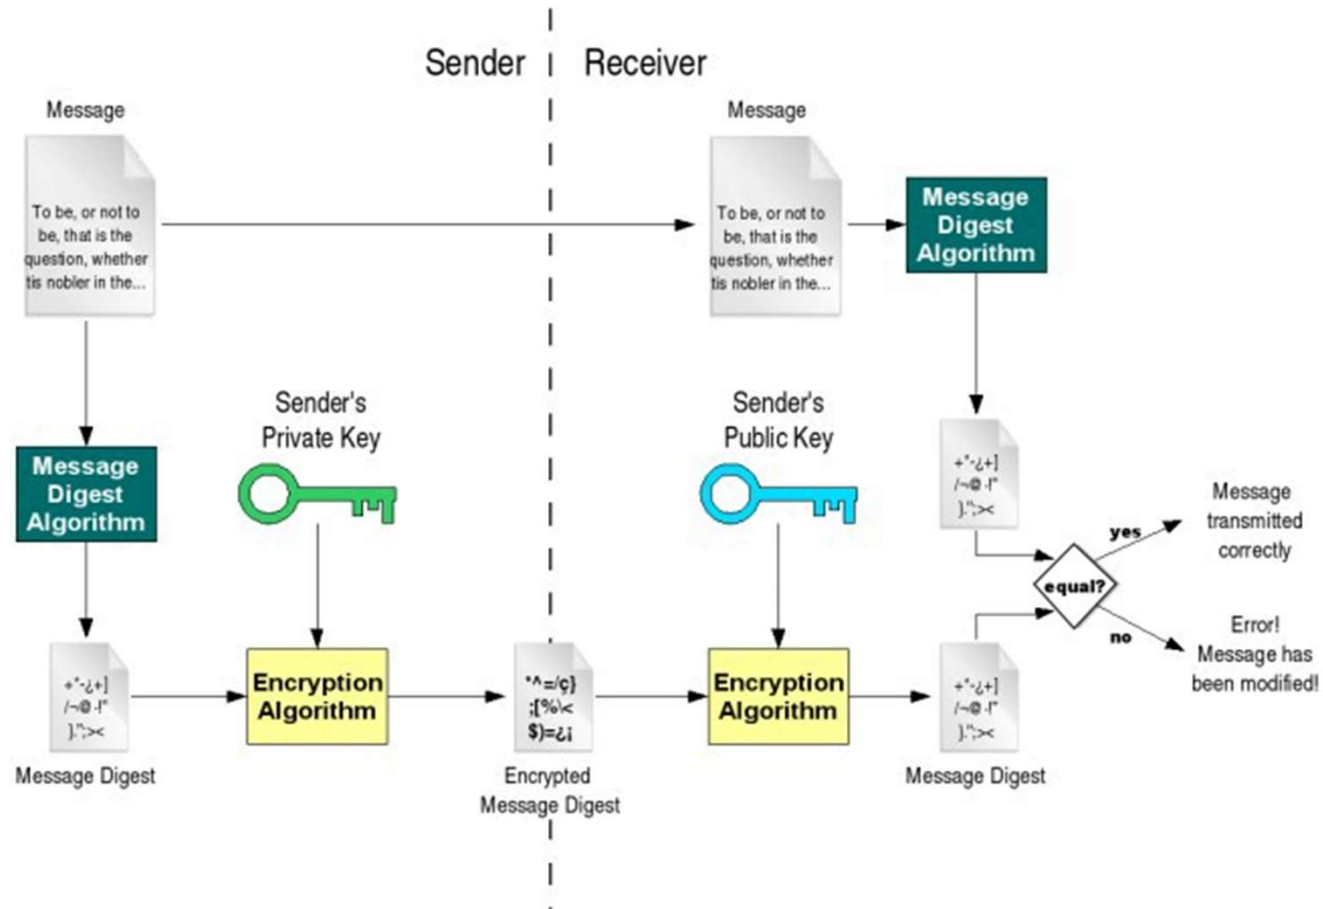 Sender
Receiver
Message
To be, or not to
be, that is the
question, whether
tis nobler in the...
Message
To be, or not to
be, that is the
question, whether
tis nobler in the...
Message
Digest
Algorithm
Message
Digest
Algorithm
Sender's
Private Key
Sender's
Public Key
+*-¿+]
/¬@-!"
}.";><
equal?
yes
Message
transmitted
correctly
no
Error!
Message has
been modified!
+*-¿+]
/¬@-!"
}.";><
Message Digest
Encryption
Algorithm
*^=/ç}
;[%\<
$)=¿¡
Encrypted
Message Digest
Encryption
Algorithm
+*-¿+]
/¬@-!"
}.";><
Message Digest